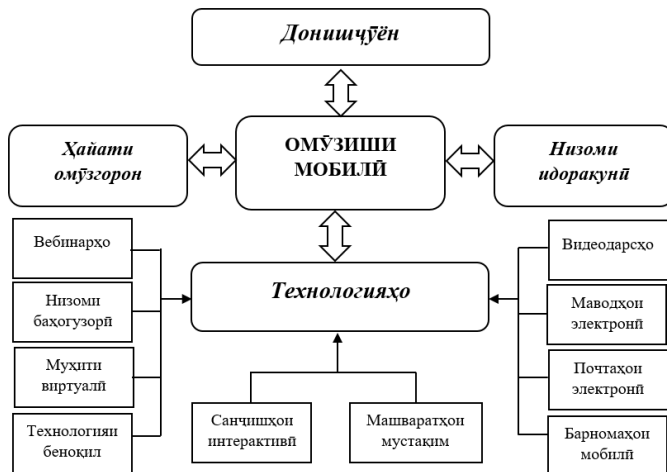 Донишҷӯён
Ҳайати
омӯзгорон
ОМӮЗИШИ
МОБИЛӢ
Низоми
идоракунӣ
Технологияҳо
Вебинарҳо
Низоми
баҳогузорӣ
Муҳити
виртуалӣ
Технологияи
беноқил
Санҷишҳои
интерактивӣ
Машваратҳои
мустақим
Видеодарсҳо
Маводҳои
электронӣ
Почтаҳои
электронӣ
Барномаҳои
мобилӣ